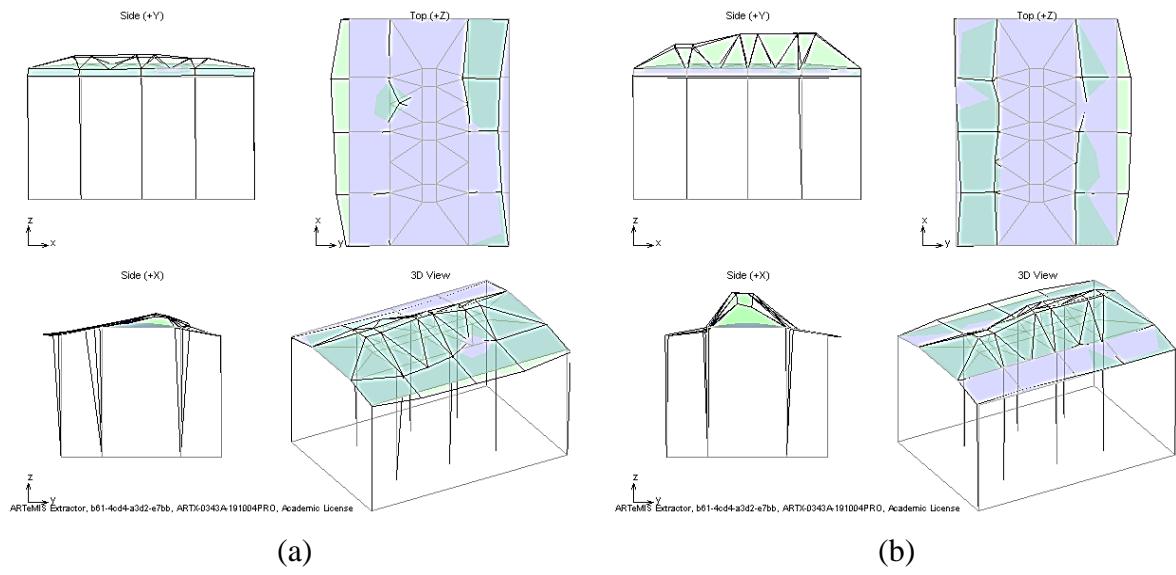 Side (+Y)
Top (+Z)
z
x
x
y
Side (+X)
3D View
z
y
ARTeMIS Extractor, b61-4cd4-a3d2-e7bb, ARTX-0343A-191004PRO, Academic License
(a)
Side (+Y)
Top (+Z)
z
x
x
y
Side (+X)
3D View
z
y
ARTeMIS Extractor, b61-4cd4-a3d2-e7bb, ARTX-0343A-191004PRO, Academic License
(b)